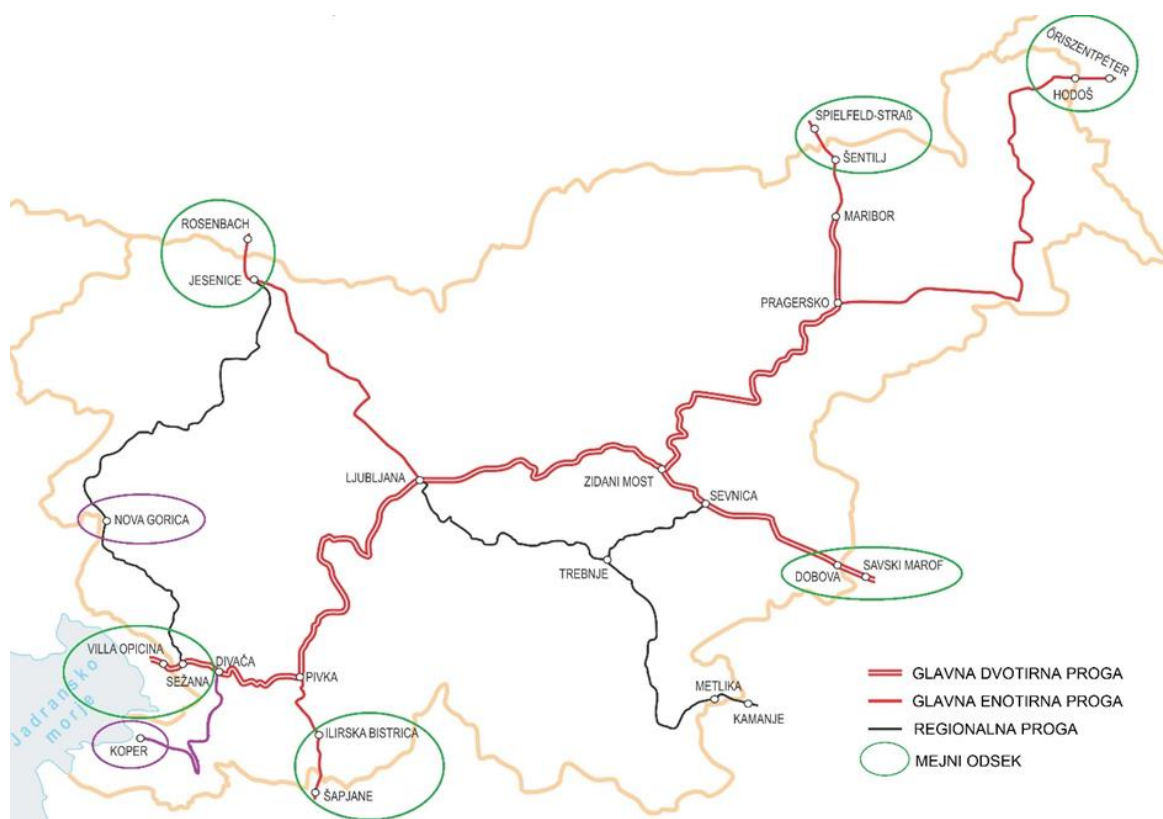 ŐRISZENTPÉTER
HODOŠ
SPIELFELD-STRAß
ŠENTILJ
MARIBOR
ROSENBACH
JESENICE
PRAGERSKO
LJUBLJANA
ZIDANI MOST
SEVNICA
NOVA GORICA
TREBNJE
DOBOVA
SAVSKI MAROF
VILLA OPICINA
DIVAČA
SEŽANA
PIVKA
Jadransko
morje
METLIKA
KAMANJE
KOPER
ILIRSKA BISTRICA
ŠAPJANE
GLAVNA DVOTIRNA PROGA
GLAVNA ENOTIRNA PROGA
REGIONALNA PROGA
MEJNI ODSEK